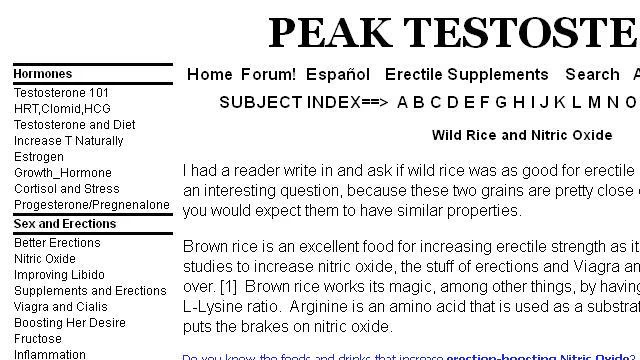 PEAK TESTOSTE
Hormones
Testosterone 101
HRT,Clomid,HCG
Testosterone and Diet
Increase T Naturally
Estrogen
Growth_Hormone
Cortisol and Stress
Progesterone/Pregnenalone
Sex and Erections
Better Erections
Nitric Oxide
Improving Libido
Supplements and Erections
Viagra and Cialis
Boosting Her Desire
Fructose
Inflammation
Home Forum! Español Erectile Supplements Search A
SUBJECT INDEX==> A B C D E F G H I J K L M N O
Wild Rice and Nitric Oxide
I had a reader write in and ask if wild rice was as good for erectile
an interesting question, because these two grains are pretty close
you would expect them to have similar properties.
Brown rice is an excellent food for increasing erectile strength as it
studies to increase nitric oxide, the stuff of erections and Viagra an
over. [1] Brown rice works its magic, among other things, by having
L-Lysine ratio. Arginine is an amino acid that is used as a substrat
puts the brakes on nitric oxide.
Do you know the foods and drinks that increase erection-boosting Nitric Oxide?